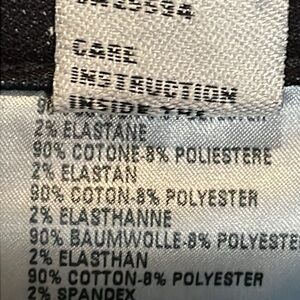 CARE
INSTRUCTION
INSIDE THE
2% ELASTANE
90% COTONE-8% POLIESTERE
2% ELASTAN
90% COTON-8% POLYESTER
2% ELASTHANNE
90% BAUMWOLLE-8% POLYESTE
2% ELASTHAN
90% COTTON-8% POLYESTER
2% SPANDEX